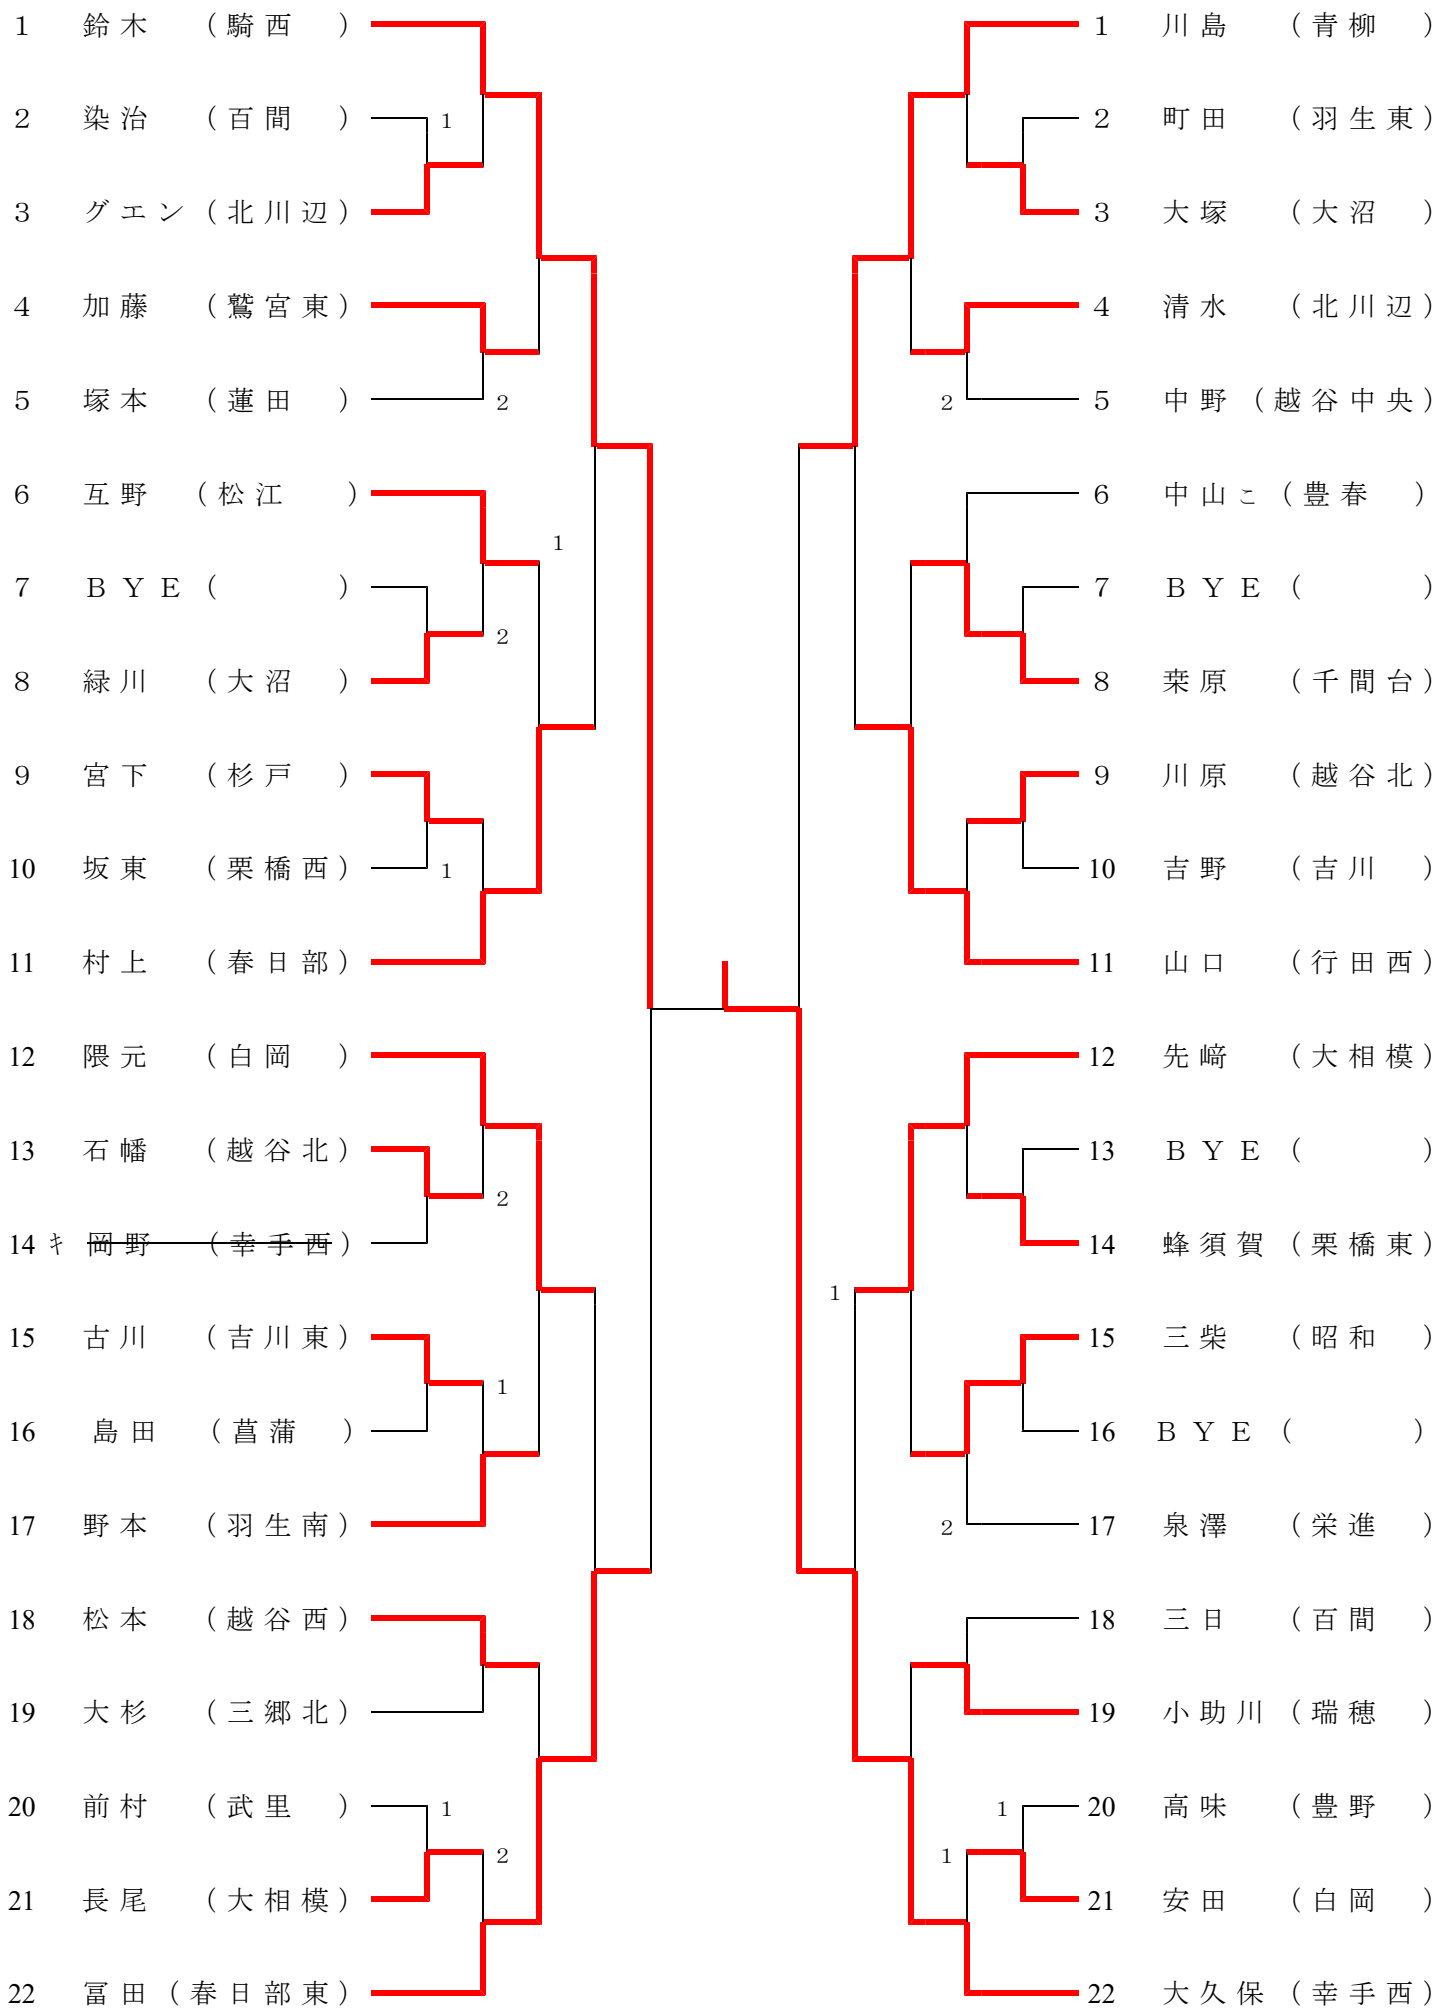 1 鈴木 （騎西 ）
2 染治 （百間 ） 1
3 グエン（北川辺）
4 加藤 （鷲宮東）
5 塚本 （蓮田 ） 2
6 互野 （松江 ）
1
7 ＢＹＥ（ ）
2
8 緑川 （大沼 ）
9 宮下 （杉戸 ）
10 坂東 （栗橋西） 1
11 村上 （春日部）
12 隈元 （白岡 ）
13 石幡 （越谷北）
2
14 ｷ 岡野 （幸手西）
15 古川 （吉川東）
1
16 島田 （菖蒲 ）
17 野本 （羽生南）
18 松本 （越谷西）
19 大杉 （三郷北）
20 前村 （武里 ） 1
2
21 長尾 （大相模）
22 冨田（春日部東）
1 川島 （青柳 ）
2 町田 （羽生東）
3 大塚 （大沼 ）
4 清水 （北川辺）
2 5 中野（越谷中央）
6 中山こ（豊春 ）
7 ＢＹＥ（ ）
8 桒原 （千間台）
9 川原 （越谷北）
10 吉野 （吉川 ）
11 山口 （行田西）
12 先﨑 （大相模）
13 ＢＹＥ（ ）
14 蜂須賀（栗橋東）
1
15 三柴 （昭和 ）
16 ＢＹＥ（ ）
2 17 泉澤 （栄進 ）
18 三日 （百間 ）
19 小助川（瑞穂 ）
1 20 高味 （豊野 ）
1
21 安田 （白岡 ）
22 大久保（幸手西）